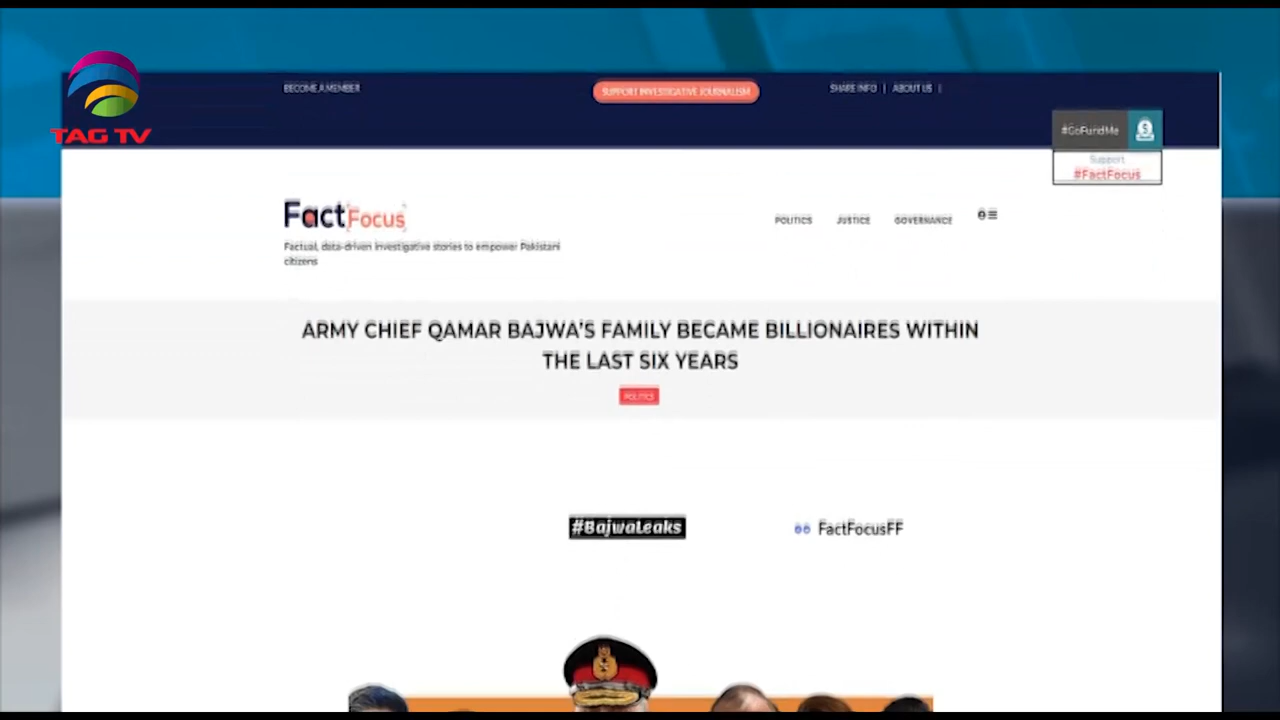 TAG TV
BECOME A MEMBER
SUPPORT INVESTIGATIVE JOURNALISM
SHARE INFO | ABOUT US |
#GoFundMe
Support
#FactFocus
FactFocus
POLITICS JUSTICE GOVERNANCE
Factual, data-driven investigative stories to empower Pakistani
citizens
ARMY CHIEF QAMAR BAJWA'S FAMILY BECAME BILLIONAIRES WITHIN
THE LAST SIX YEARS
POLITICS
#BajwaLeaks
FactFocusFF